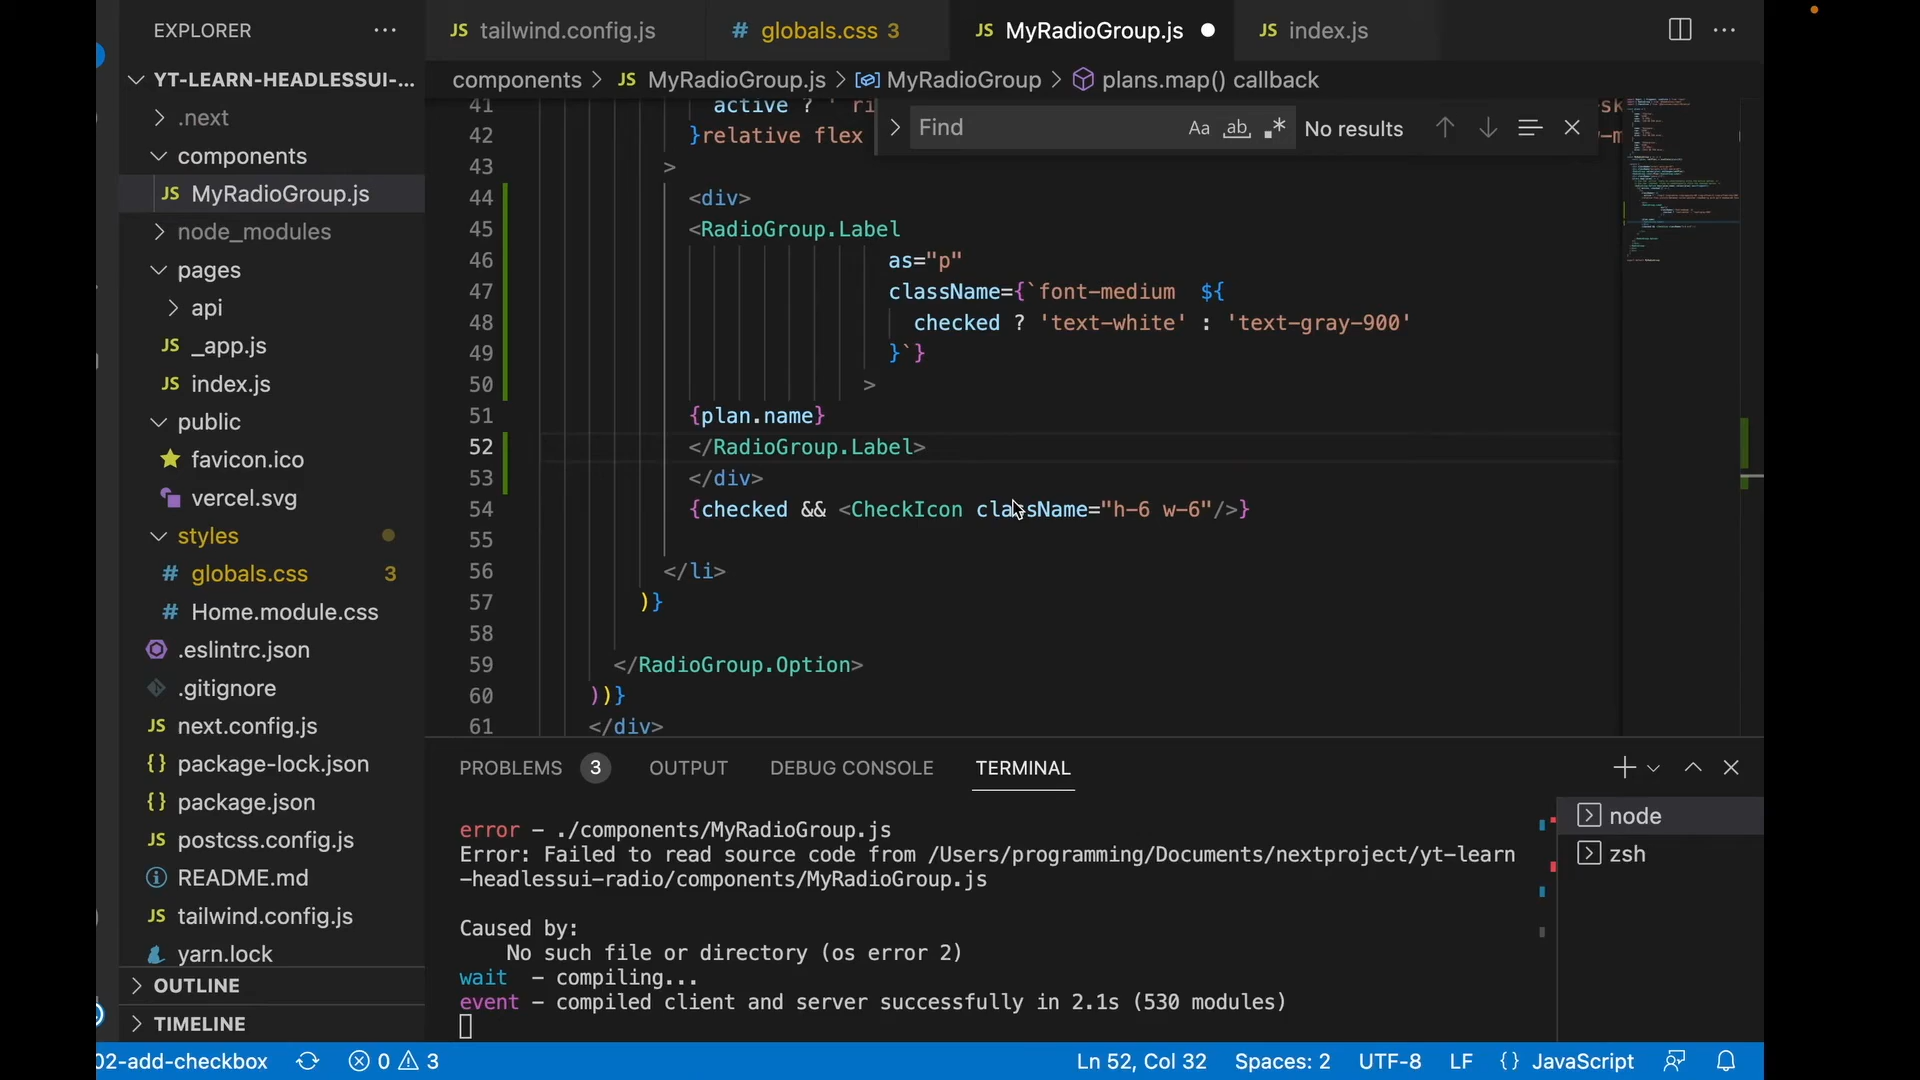 EXPLORER
tailwind.config.js
globals.css 3
MyRadioGroup.js
index.js
YT-LEARN-HEADLESSUI-...
components > MyRadioGroup.js > MyRadioGroup > plans.map() callback
.next
components
MyRadioGroup.js
node_modules
pages
api
_app.js
index.js
public
favicon.ico
vercel.svg
styles
globals.css 3
Home.module.css
.eslintrc.json
.gitignore
next.config.js
package-lock.json
package.json
postcss.config.js
README.md
tailwind.config.js
yarn.lock
OUTLINE
TIMELINE
Find
Aa ab No results
41 active ? ' ri
42 }relative flex
43 >
44 <div>
45 <RadioGroup.Label
46 as="p"
47 className={`font-medium ${
48 checked ? 'text-white' : 'text-gray-900'
49 }`}
50 >
51 {plan.name}
52 </RadioGroup.Label>
53 </div>
54 {checked && <CheckIcon className="h-6 w-6"/>}
55
56 </li>
57 )}
58
59 </RadioGroup.Option>
60 ))}
61 </div>
PROBLEMS 3 OUTPUT DEBUG CONSOLE TERMINAL
error - ./components/MyRadioGroup.js
Error: Failed to read source code from /Users/programming/Documents/nextproject/yt-learn
-headlessui-radio/components/MyRadioGroup.js
Caused by:
No such file or directory (os error 2)
wait - compiling...
event - compiled client and server successfully in 2.1s (530 modules)
node
zsh
02-add-checkbox 0 3 Ln 52, Col 32 Spaces: 2 UTF-8 LF {} JavaScript